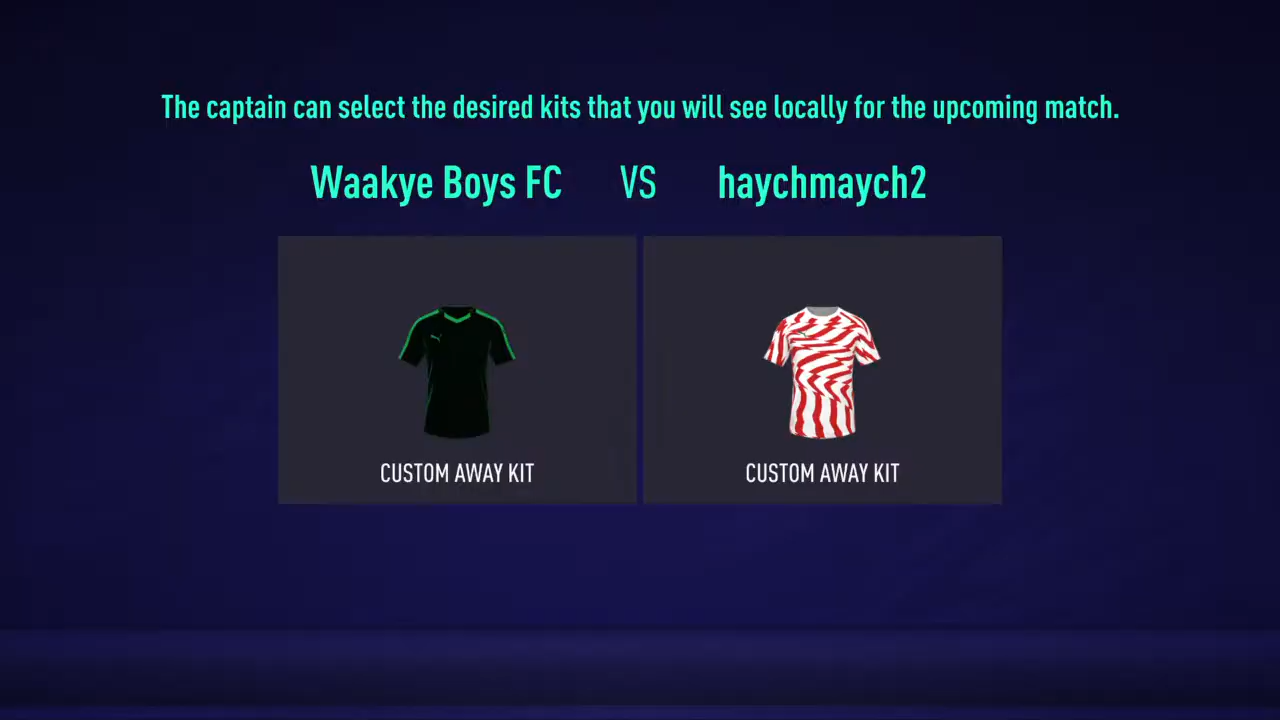 The captain can select the desired kits that you will see locally for the upcoming match.
Waakye Boys FC VS haychmaych2
CUSTOM AWAY KIT CUSTOM AWAY KIT